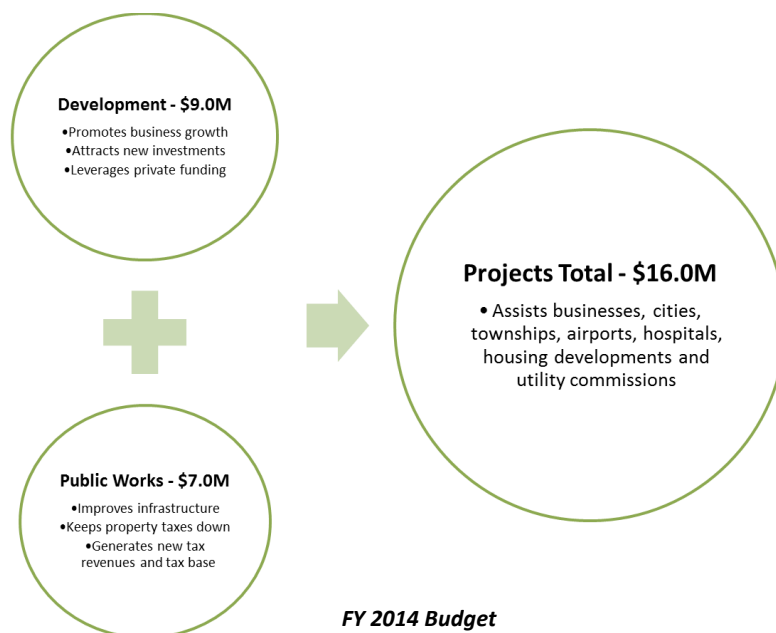 Development - $9.0M
•Promotes business growth
•Attracts new investments
•Leverages private funding
Public Works - $7.0M
•Improves infrastructure
•Keeps property taxes down
•Generates new tax
revenues and tax base
Projects Total - $16.0M
• Assists businesses, cities,
townships, airports, hospitals,
housing developments and
utility commissions
FY 2014 Budget